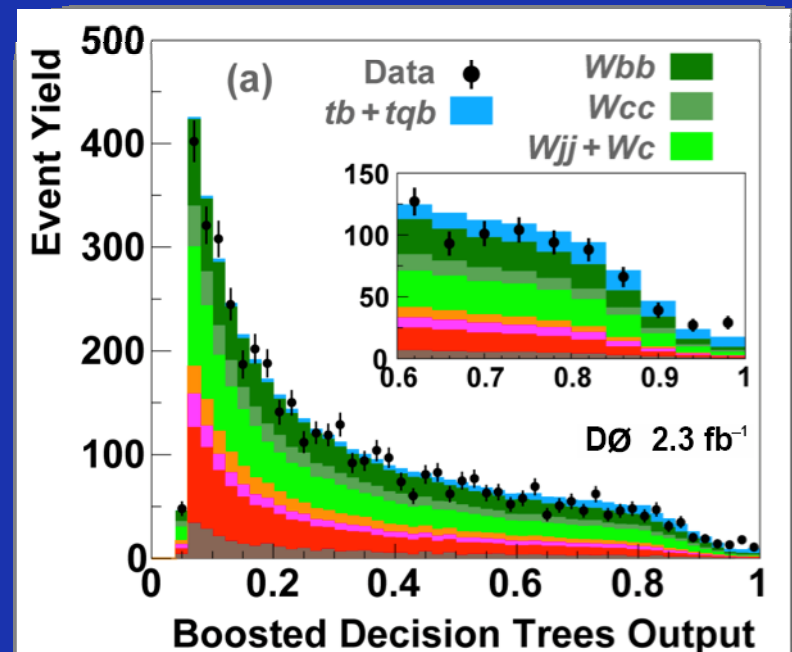 Event Yield
500
400
300
200
100
0
(a)
Data
tb+tqb
Wbb
Wcc
Wjj+Wc
150
100
50
0
0.6 0.7 0.8 0.9 1
DØ 2.3 fb⁻¹
0 0.2 0.4 0.6 0.8 1
Boosted Decision Trees Output